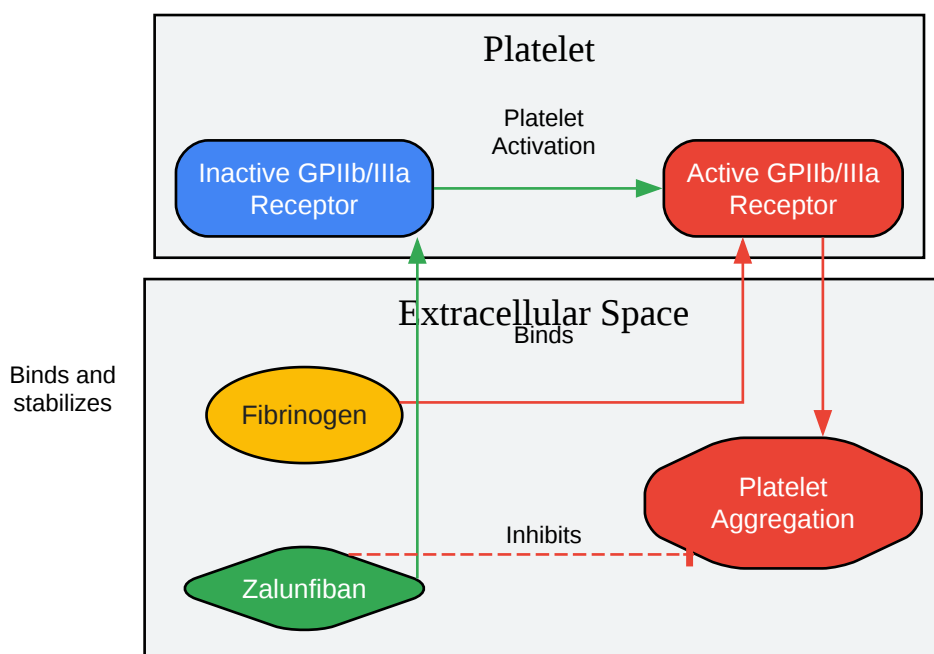 Platelet
Platelet
Activation
Inactive GPIIb/IIIa
Receptor
Active GPIIb/IIIa
Receptor
Extracellular Space
Binds
Binds and
stabilizes
Fibrinogen
Platelet
Aggregation
Inhibits
Zalunfiban